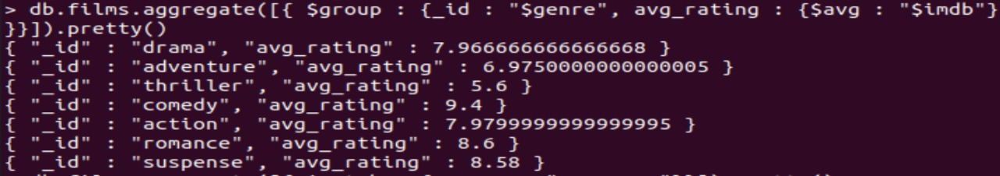 > db.films.aggregate([{ $group : {_id : "$genre", avg_rating : {$avg : "$imdb"}
}}]).pretty()
{ "_id" : "drama", "avg_rating" : 7.966666666666668 }
{ "_id" : "adventure", "avg_rating" : 6.9750000000000005 }
{ "_id" : "thriller", "avg_rating" : 5.6 }
{ "_id" : "comedy", "avg_rating" : 9.4 }
{ "_id" : "action", "avg_rating" : 7.9799999999999995 }
{ "_id" : "romance", "avg_rating" : 8.6 }
{ "_id" : "suspense", "avg_rating" : 8.58 }